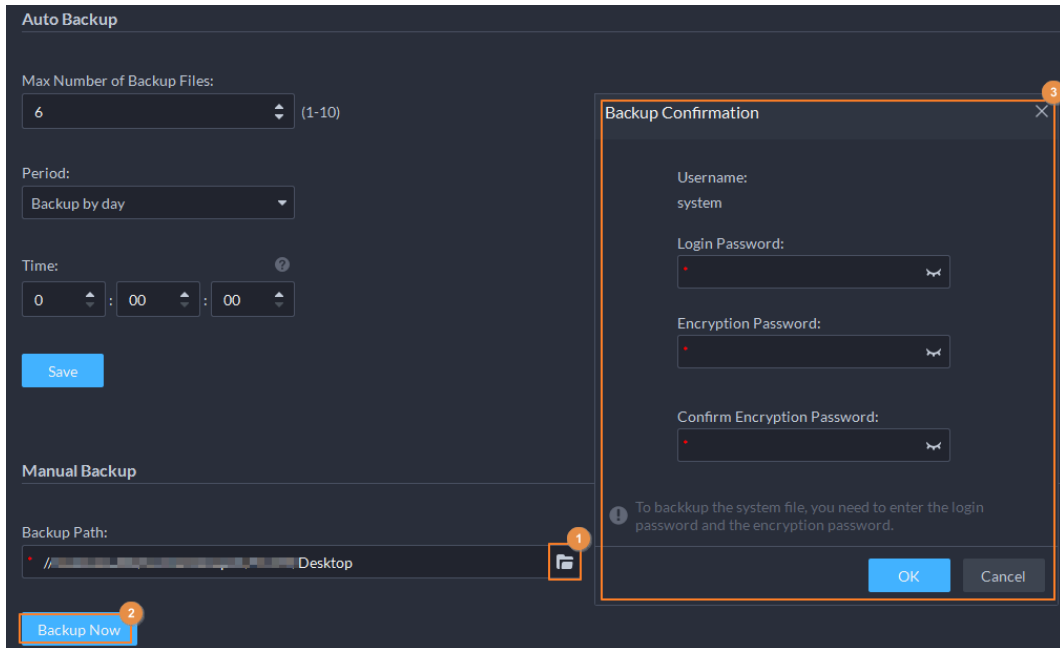 Auto Backup
Max Number of Backup Files:
6 (1-10)
Period:
Backup by day
Time: ?
0 : 00 : 00
Save
Manual Backup
Backup Path:
* // Desktop
1
2
Backup Now
3
Backup Confirmation
Username:
system
Login Password:
*
Encryption Password:
*
Confirm Encryption Password:
*
To backkup the system file, you need to enter the login
password and the encryption password.
OK Cancel